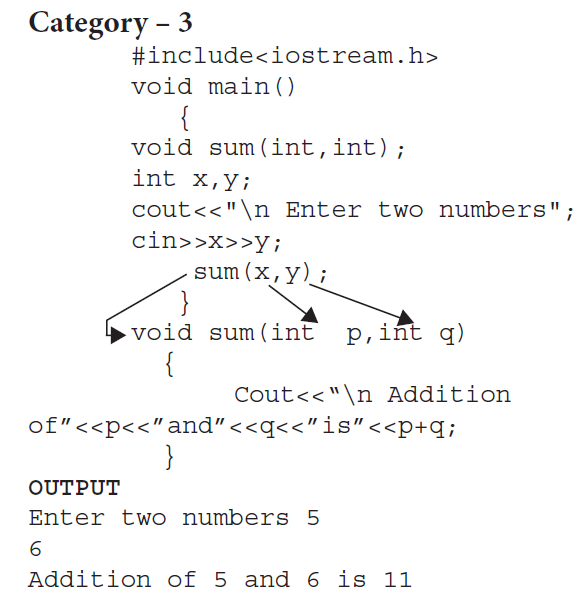 Category – 3
#include<iostream.h>
void main()
{
void sum(int,int);
int x,y;
cout<<"\n Enter two numbers";
cin>>x>>y;
sum(x,y);
}
void sum(int p,int q)
{
Cout<<“\n Addition
of”<<p<<”and”<<q<<”is”<<p+q;
}
OUTPUT
Enter two numbers 5
6
Addition of 5 and 6 is 11